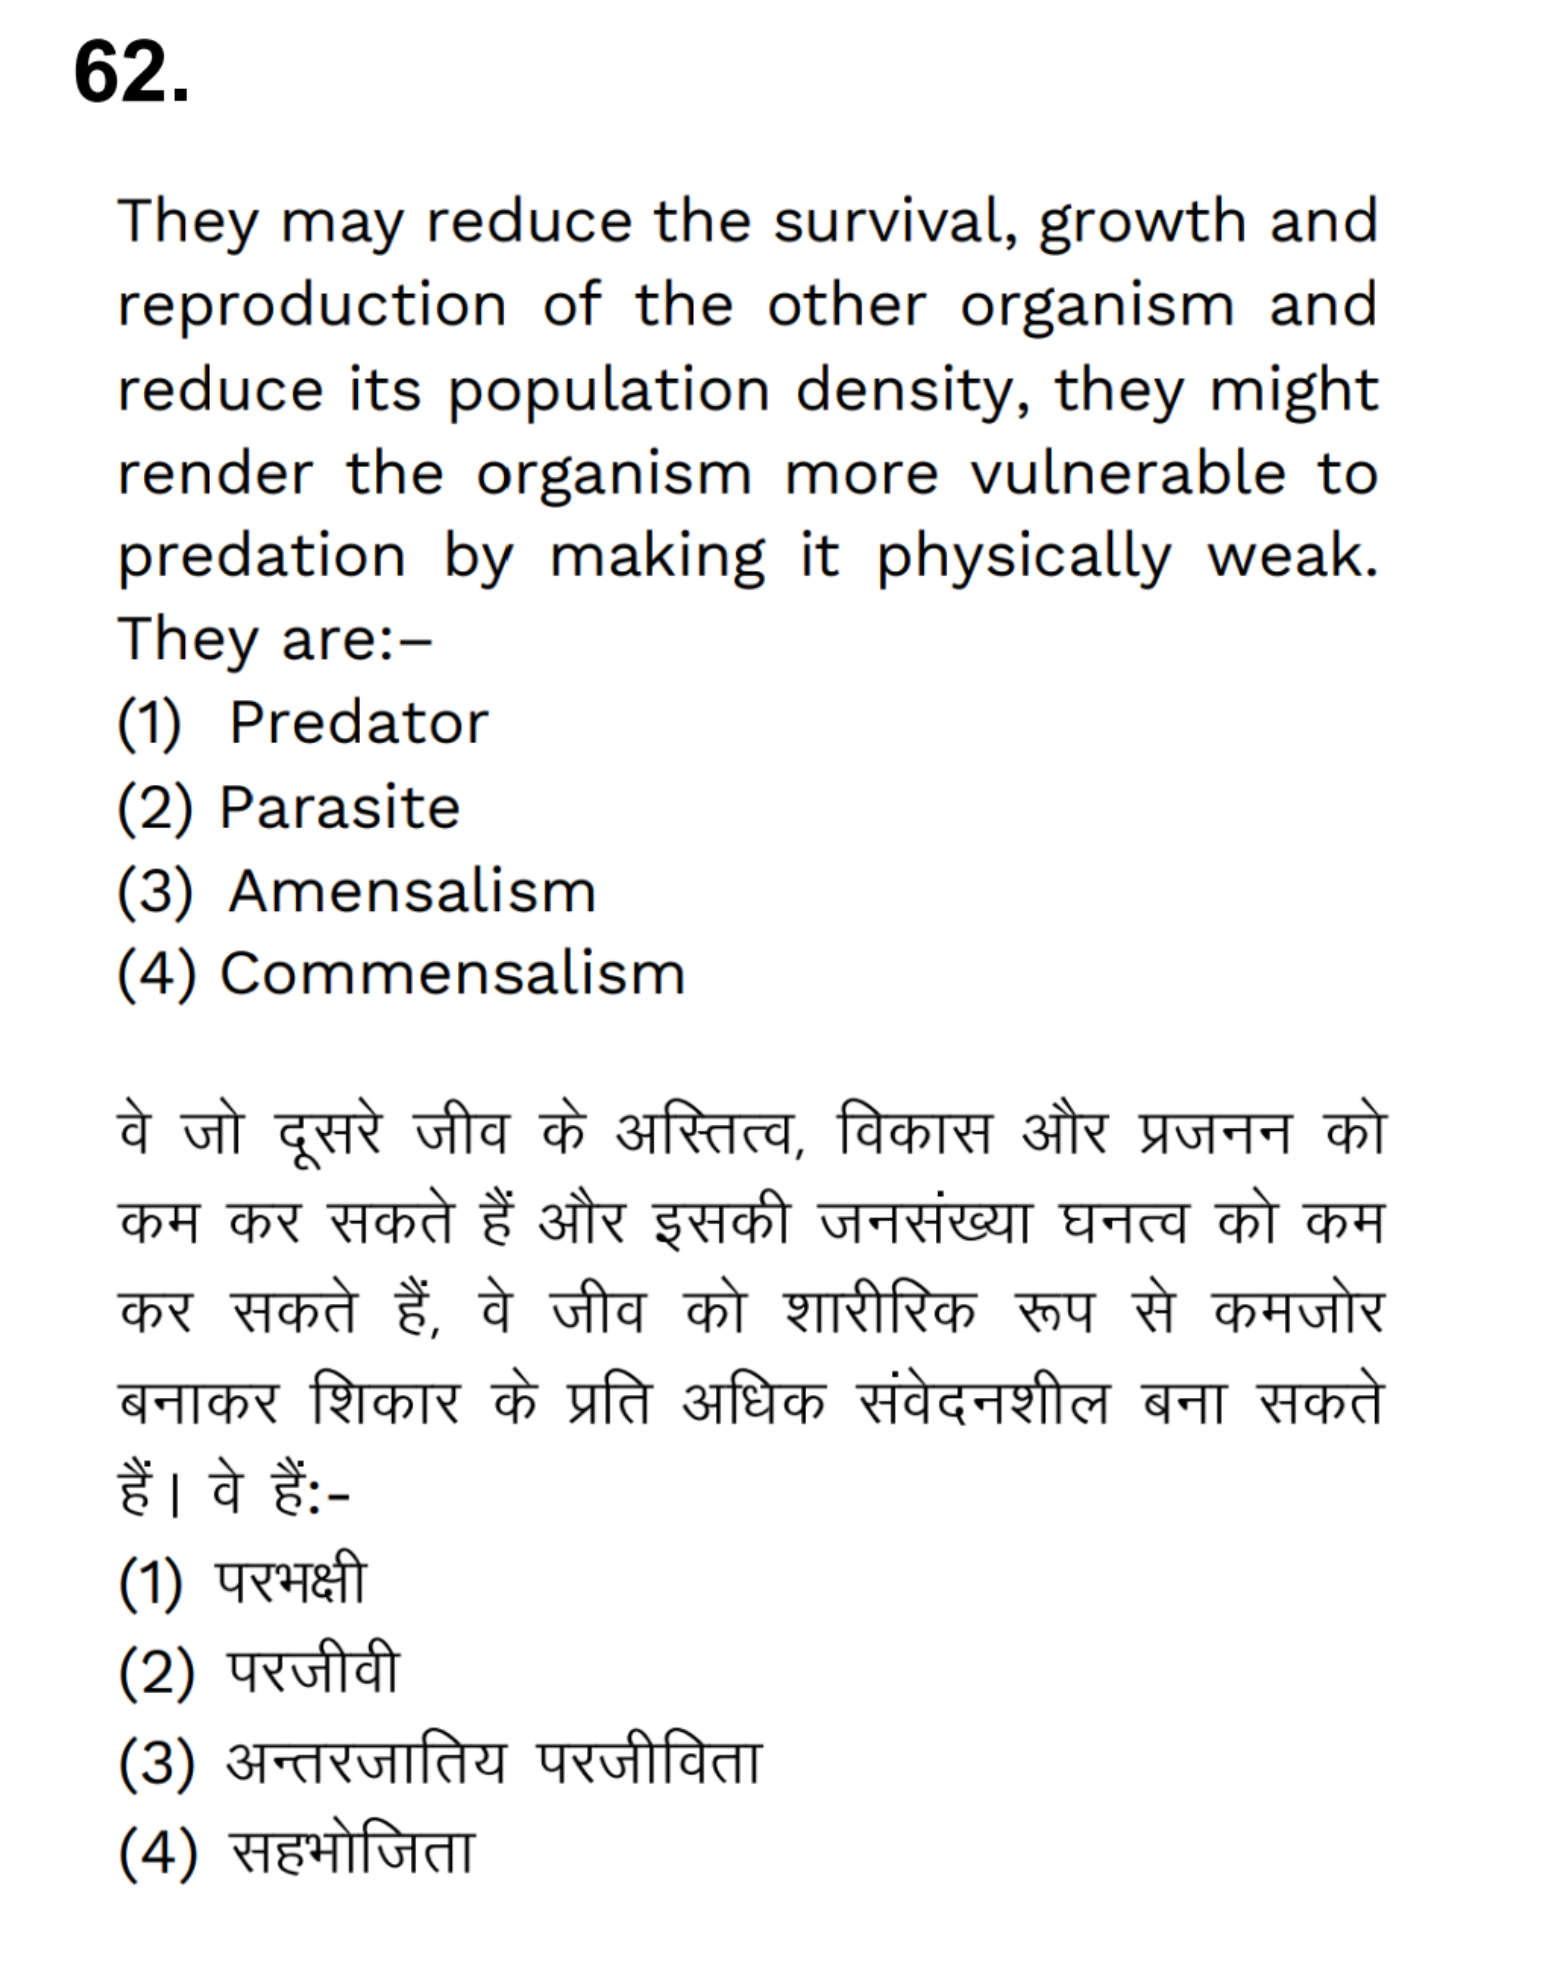 62.
They may reduce the survival, growth and
reproduction of the other organism and
reduce its population density, they might
render the organism more vulnerable to
predation by making it physically weak.
They are:–
(1) Predator
(2) Parasite
(3) Amensalism
(4) Commensalism
वे जो दूसरे जीव के अस्तित्व, विकास और प्रजनन को
कम कर सकते हैं और इसकी जनसंख्या घनत्व को कम
कर सकते हैं, वे जीव को शारीरिक रूप से कमजोर
बनाकर शिकार के प्रति अधिक संवेदनशील बना सकते
हैं। वे हैं:-
(1) परभक्षी
(2) परजीवी
(3) अन्तरजातिय परजीविता
(4) सहभोजिता